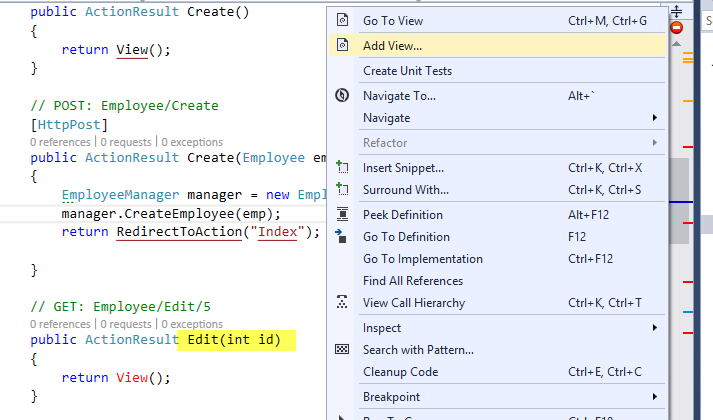 public ActionResult Create()
{
return View();
}
// POST: Employee/Create
[HttpPost]
0 references | 0 requests | 0 exceptions
public ActionResult Create(Employee em
{
EmployeeManager manager = new Empl
manager.CreateEmployee(emp);
return RedirectToAction("Index");
}
// GET: Employee/Edit/5
0 references | 0 requests | 0 exceptions
public ActionResult Edit(int id)
{
return View();
}
Go To View Ctrl+M, Ctrl+G
Add View...
Create Unit Tests
Navigate To... Alt+`
Navigate
Refactor
Insert Snippet... Ctrl+K, Ctrl+X
Surround With... Ctrl+K, Ctrl+S
Peek Definition Alt+F12
Go To Definition F12
Go To Implementation Ctrl+F12
Find All References
View Call Hierarchy Ctrl+K, Ctrl+T
Inspect
Search with Pattern...
Cleanup Code Ctrl+E, Ctrl+C
Breakpoint
S